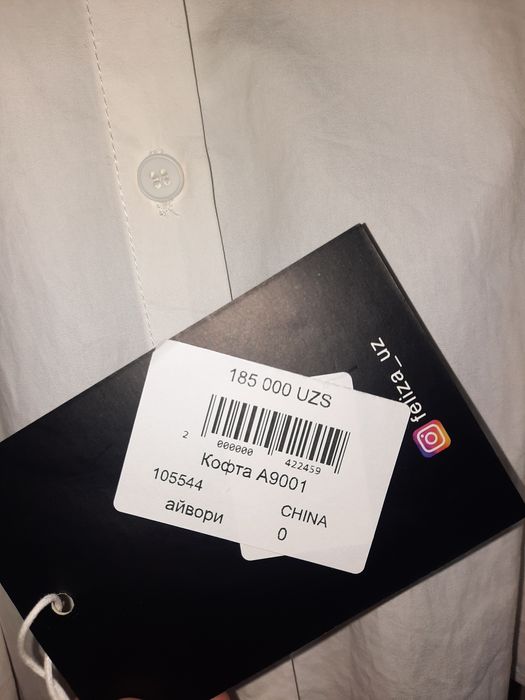 185 000 UZS
2 000000 422459
Кофта A9001
105544
айвори
CHINA
0
feliza_uz